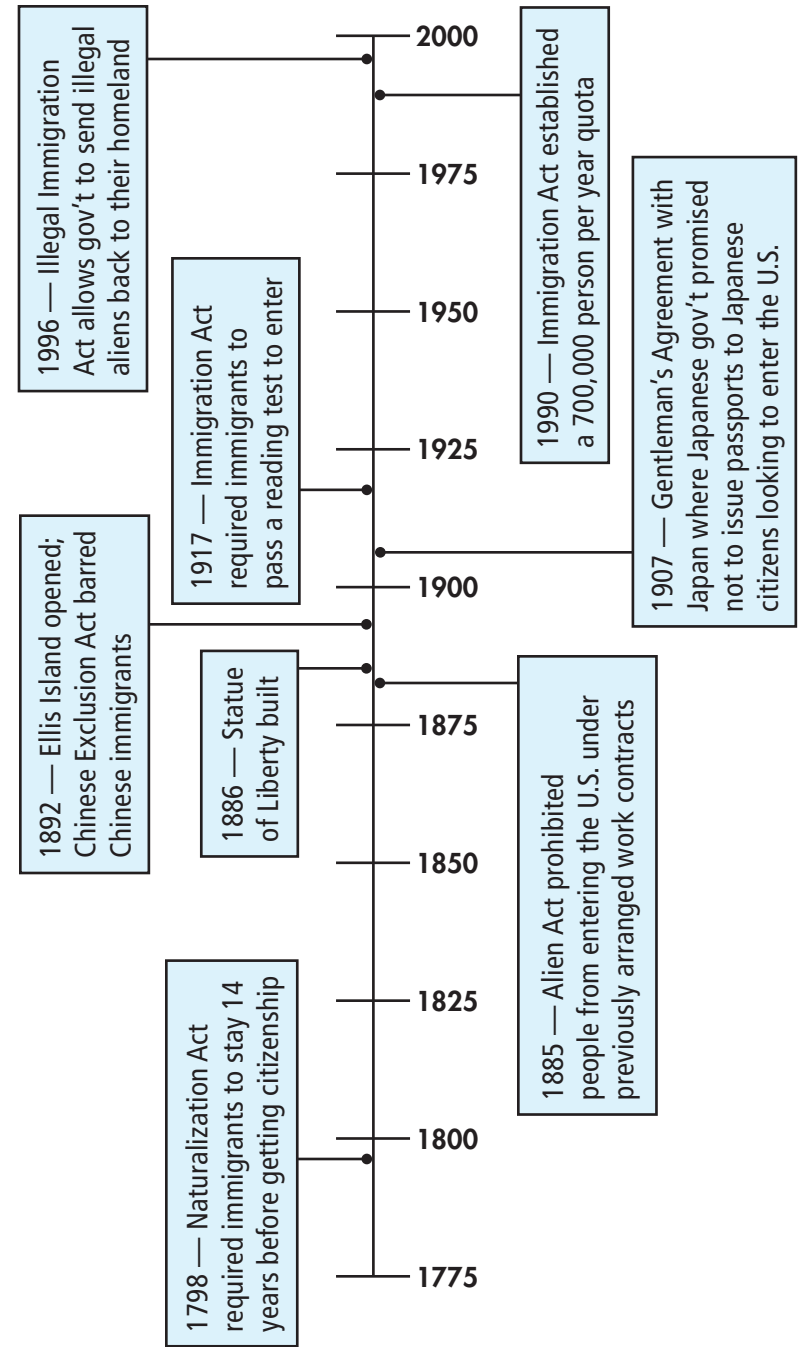 1798 — Naturalization Act
required immigrants to stay 14
years before getting citizenship
1886 — Statue
of Liberty built
1892 — Ellis Island opened;
Chinese Exclusion Act barred
Chinese immigrants
1917 — Immigration Act
required immigrants to
pass a reading test to enter
1996 — Illegal Immigration
Act allows gov't to send illegal
aliens back to their homeland
1775
1800
1825
1850
1875
1900
1925
1950
1975
2000
1885 — Alien Act prohibited
people from entering the U.S. under
previously arranged work contracts
1907 — Gentleman's Agreement with
Japan where Japanese gov't promised
not to issue passports to Japanese
citizens looking to enter the U.S.
1990 — Immigration Act established
a 700,000 person per year quota